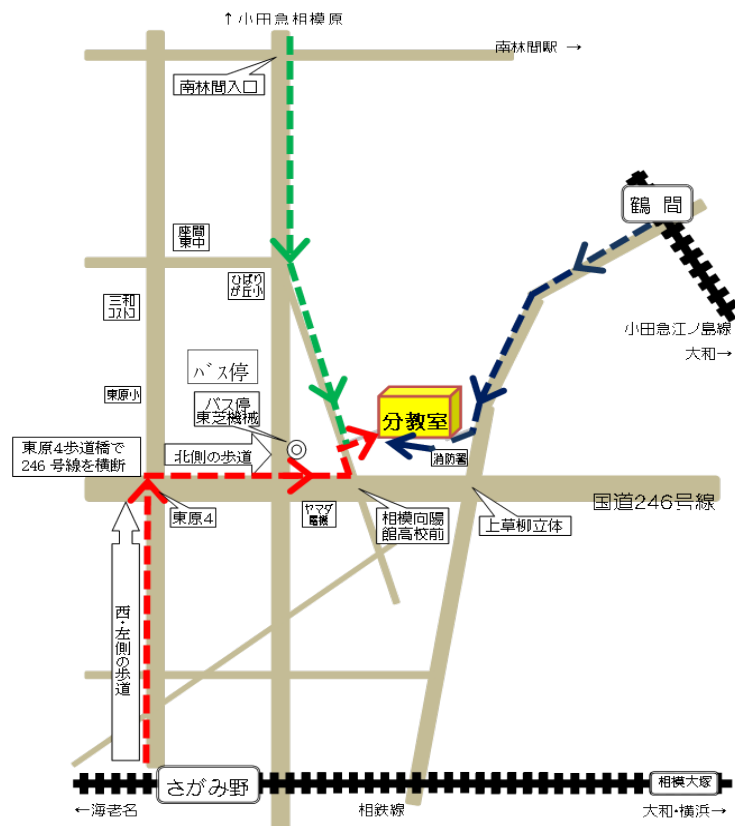 ↑小田急相模原
南林間駅 →
南林間入口
鶴 間
座間
東中
ひばり
が丘小
三和
コストコ
小田急江ノ島線
大和→
バス停
東原小
バス停
東芝機械
分教室
東原4歩道橋で
246 号線を横断
北側の歩道
消防署
国道246号線
東原4
ヤマダ
電機
相模向陽
館高校前
上草柳立体
西・左側の歩道
さがみ野
相模大塚
←海老名
相鉄線
大和・横浜→